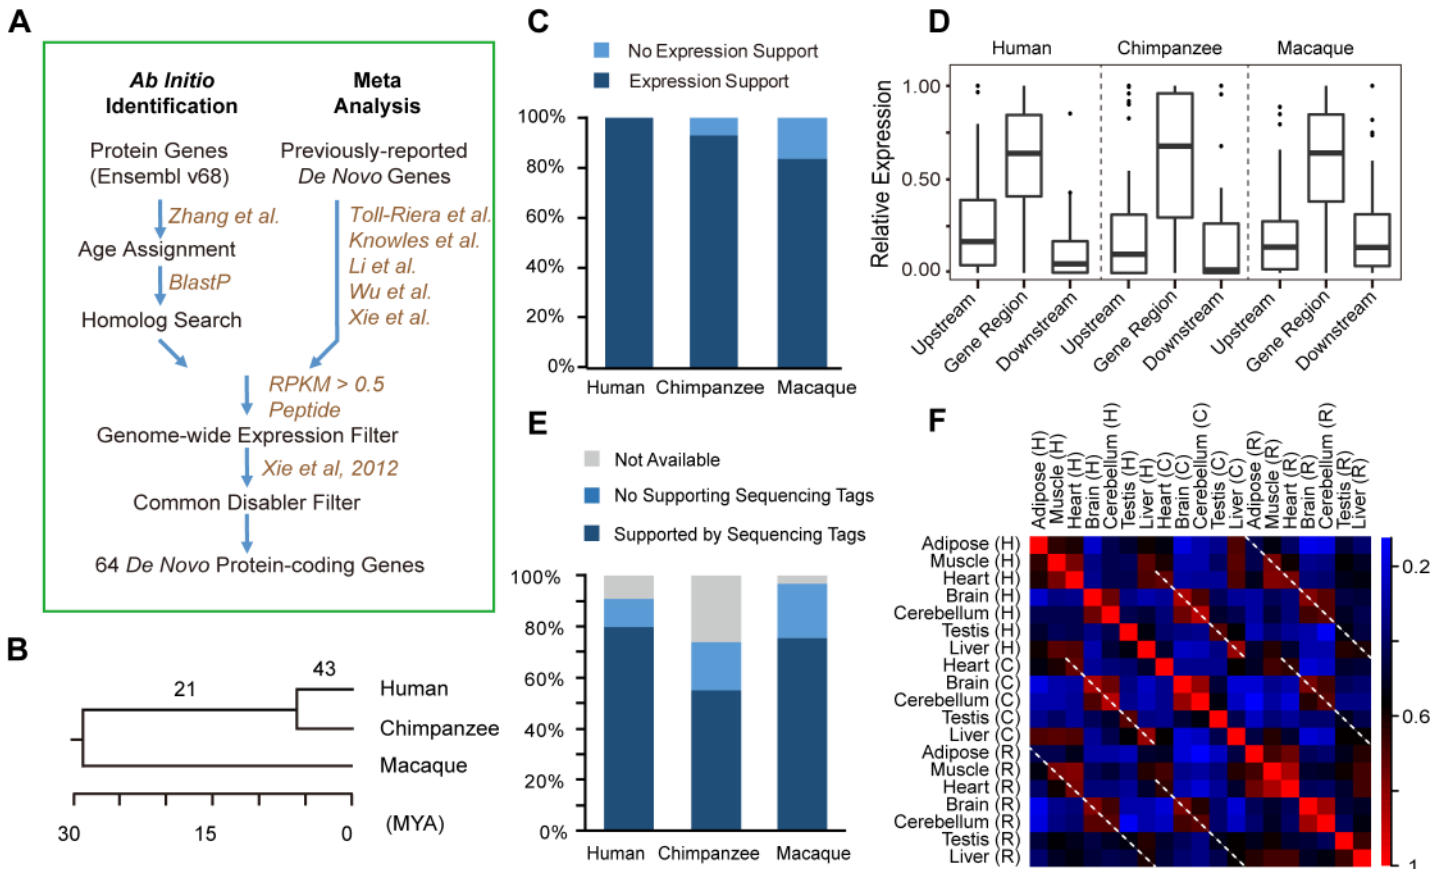 A
Ab Initio
Identification
Meta
Analysis
Protein Genes
(Ensembl v68)
Previously-reported
De Novo Genes
Zhang et al.
Age Assignment
BlastP
Homolog Search
Toll-Riera et al.
Knowles et al.
Li et al.
Wu et al.
Xie et al.
RPKM > 0.5
Peptide
Genome-wide Expression Filter
Xie et al, 2012
Common Disabler Filter
64 De Novo Protein-coding Genes
B
43
21
Human
Chimpanzee
Macaque
30
15
0
(MYA)
C
No Expression Support
Expression Support
100%
80%
60%
40%
20%
0%
Human
Chimpanzee
Macaque
D
Human
Chimpanzee
Macaque
Relative Expression
1.00
0.50
0.00
Upstream
Gene Region
Downstream
Upstream
Gene Region
Downstream
Upstream
Gene Region
Downstream
E
Not Available
No Supporting Sequencing Tags
Supported by Sequencing Tags
100%
80%
60%
40%
20%
0%
Human
Chimpanzee
Macaque
F
Adipose (H)
Muscle (H)
Heart (H)
Brain (H)
Cerebellum (H)
Testis (H)
Liver (H)
Heart (C)
Brain (C)
Cerebellum (C)
Testis (C)
Liver (C)
Adipose (R)
Muscle (R)
Heart (R)
Brain (R)
Cerebellum (R)
Testis (R)
Liver (R)
Adipose (H)
Muscle (H)
Heart (H)
Brain (H)
Cerebellum (H)
Testis (H)
Liver (H)
Heart (C)
Brain (C)
Cerebellum (C)
Testis (C)
Liver (C)
Adipose (R)
Muscle (R)
Heart (R)
Brain (R)
Cerebellum (R)
Testis (R)
Liver (R)
0.2
0.6
1